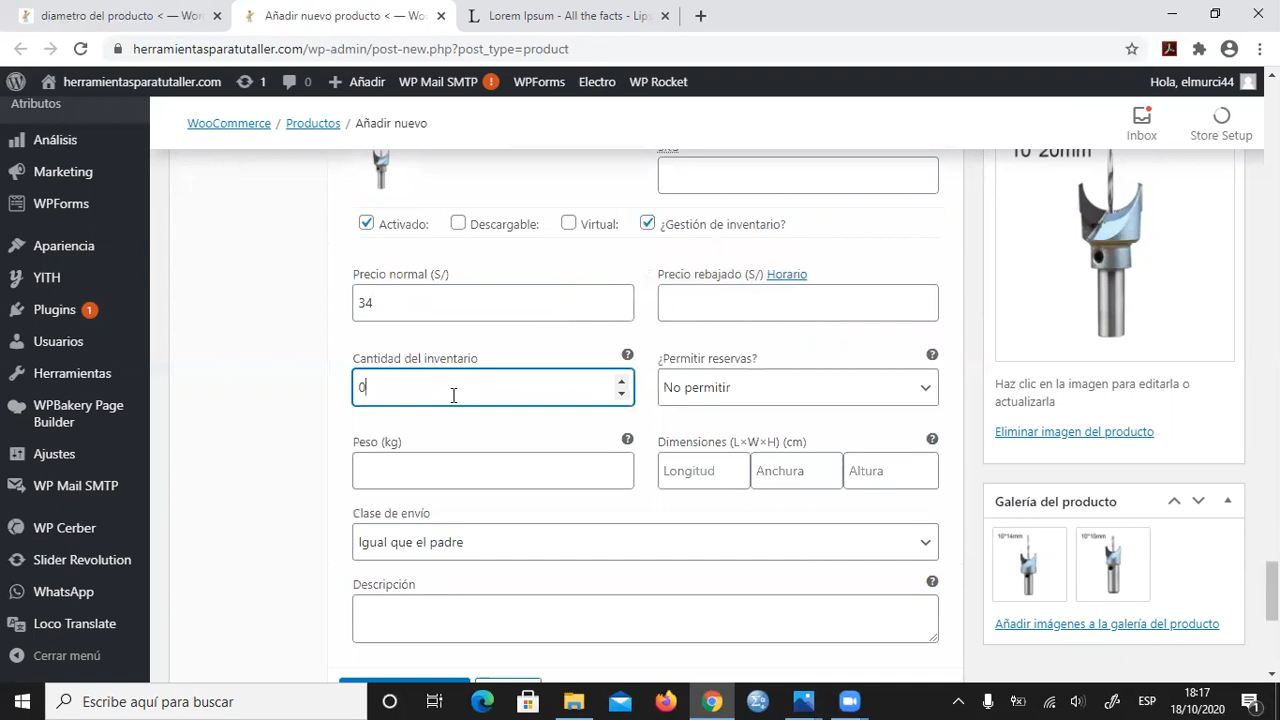 diametro del producto < — Wor
Añadir nuevo producto < — Wo
Lorem Ipsum - All the facts - Lips
herramientasparatutaller.com/wp-admin/post-new.php?post_type=product
herramientasparatutaller.com
1
0
Añadir
WP Mail SMTP !
WPForms
Electro
WP Rocket
Hola, elmurci44
Atributos
Análisis
Marketing
WPForms
Apariencia
YITH
Plugins 1
Usuarios
Herramientas
WPBakery Page
Builder
Ajustes
WP Mail SMTP
WP Cerber
Slider Revolution
WhatsApp
Loco Translate
Cerrar menú
WooCommerce / Productos / Añadir nuevo
Inbox
Store Setup
SKU
Activado:
Descargable:
Virtual:
¿Gestión de inventario?
Precio normal (S/)
Precio rebajado (S/) Horario
34
Cantidad del inventario
¿Permitir reservas?
0
No permitir
Peso (kg)
Dimensiones (L×W×H) (cm)
Longitud
Anchura
Altura
Clase de envío
Igual que el padre
Descripción
10*20mm
Haz clic en la imagen para editarla o
actualizarla
Eliminar imagen del producto
Galería del producto
10*14mm
Añadir imágenes a la galería del producto
Escribe aquí para buscar
ESP
18:17
18/10/2020
1